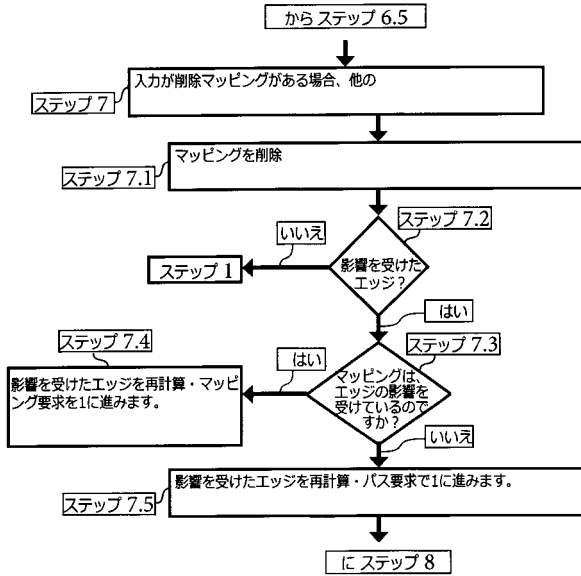 から ステップ 6.5
入力が削除マッピングがある場合、他の
ステップ 7
マッピングを削除
ステップ 7.1
ステップ 7.2
いいえ
影響を受けた
エッジ?
ステップ 1
はい
ステップ 7.3
ステップ 7.4
はい
マッピングは、
エッジの影響を
受けているので
すか?
影響を受けたエッジを再計算・マッピ
ング要求を1に進みます。
いいえ
影響を受けたエッジを再計算・パス要求で1に進みます。
ステップ 7.5
に ステップ 8